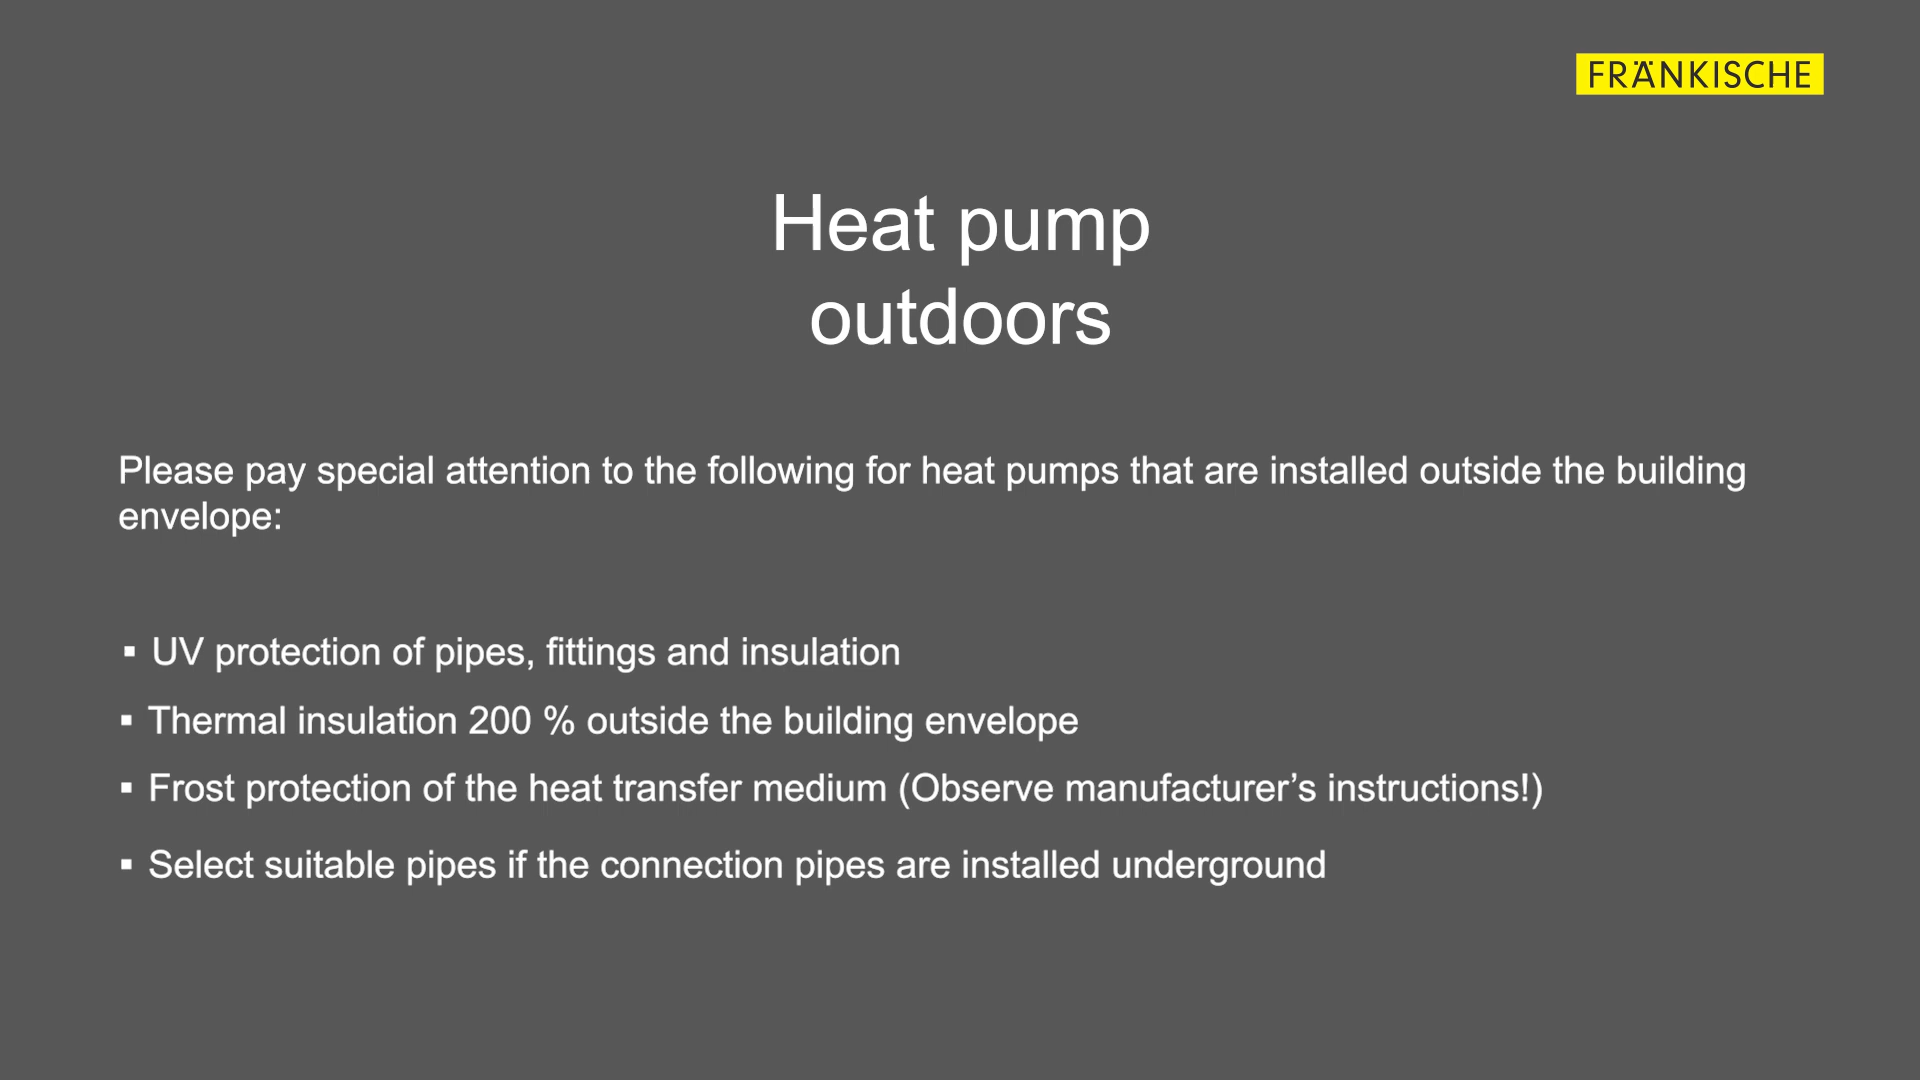 FRÄNKISCHE
Heat pump
outdoors
Please pay special attention to the following for heat pumps that are installed outside the building
envelope:
▪ UV protection of pipes, fittings and insulation
▪ Thermal insulation 200 % outside the building envelope
▪ Frost protection of the heat transfer medium (Observe manufacturer’s instructions!)
▪ Select suitable pipes if the connection pipes are installed underground